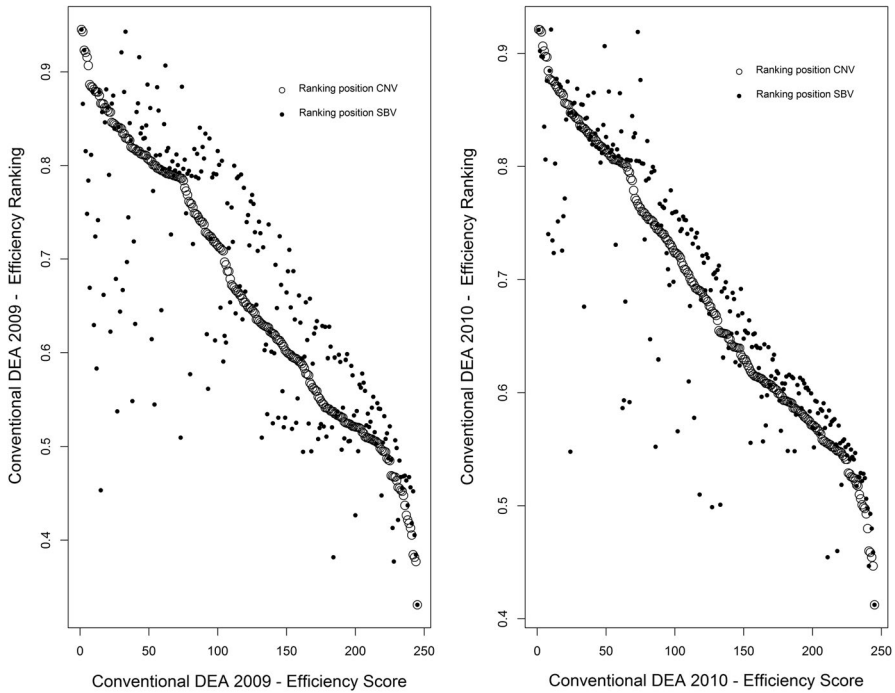 Conventional DEA 2009 - Efficiency Ranking
0.9
0.8
0.7
0.6
0.5
0.4
Ranking position CNV
Ranking position SBV
0 50 100 150 200 250
Conventional DEA 2009 - Efficiency Score
Conventional DEA 2010 - Efficiency Ranking
0.9
0.8
0.7
0.6
0.5
0.4
Ranking position CNV
Ranking position SBV
0 50 100 150 200 250
Conventional DEA 2010 - Efficiency Score